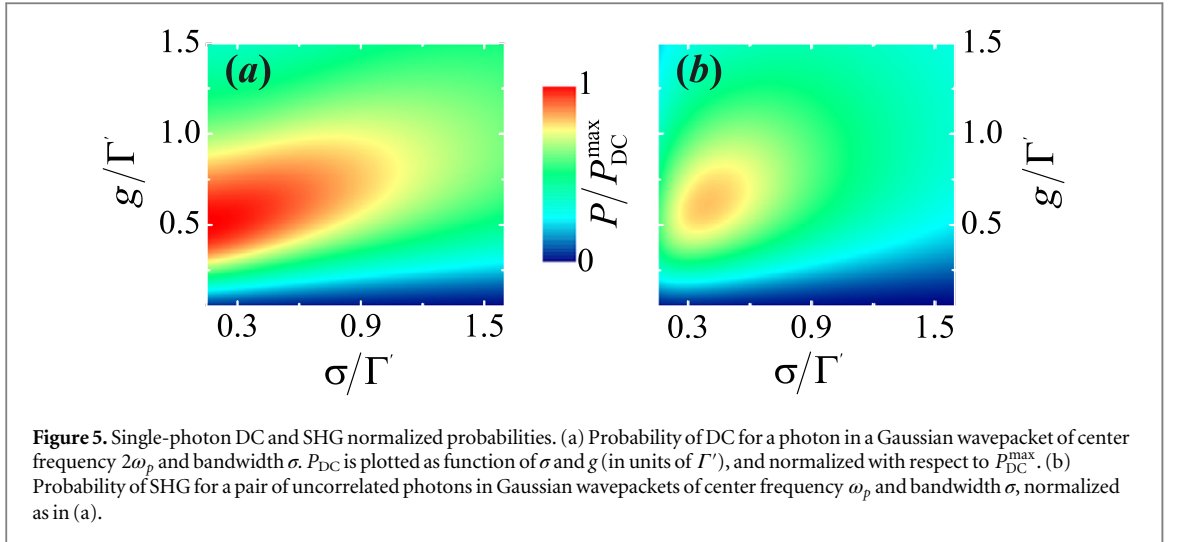 (a)
1.5
1.0
0.5
g/Γ′
0.3 0.9 1.5
σ/Γ′
1
0
P/P_DC^max
(b)
1.5
1.0
0.5
g/Γ′
0.3 0.9 1.5
σ/Γ′
Figure 5. Single-photon DC and SHG normalized probabilities. (a) Probability of DC for a photon in a Gaussian wavepacket of center
frequency 2ω_p and bandwidth σ. P_DC is plotted as function of σ and g (in units of Γ′), and normalized with respect to P_DC^max. (b)
Probability of SHG for a pair of uncorrelated photons in Gaussian wavepackets of center frequency ω_p and bandwidth σ, normalized
as in (a).